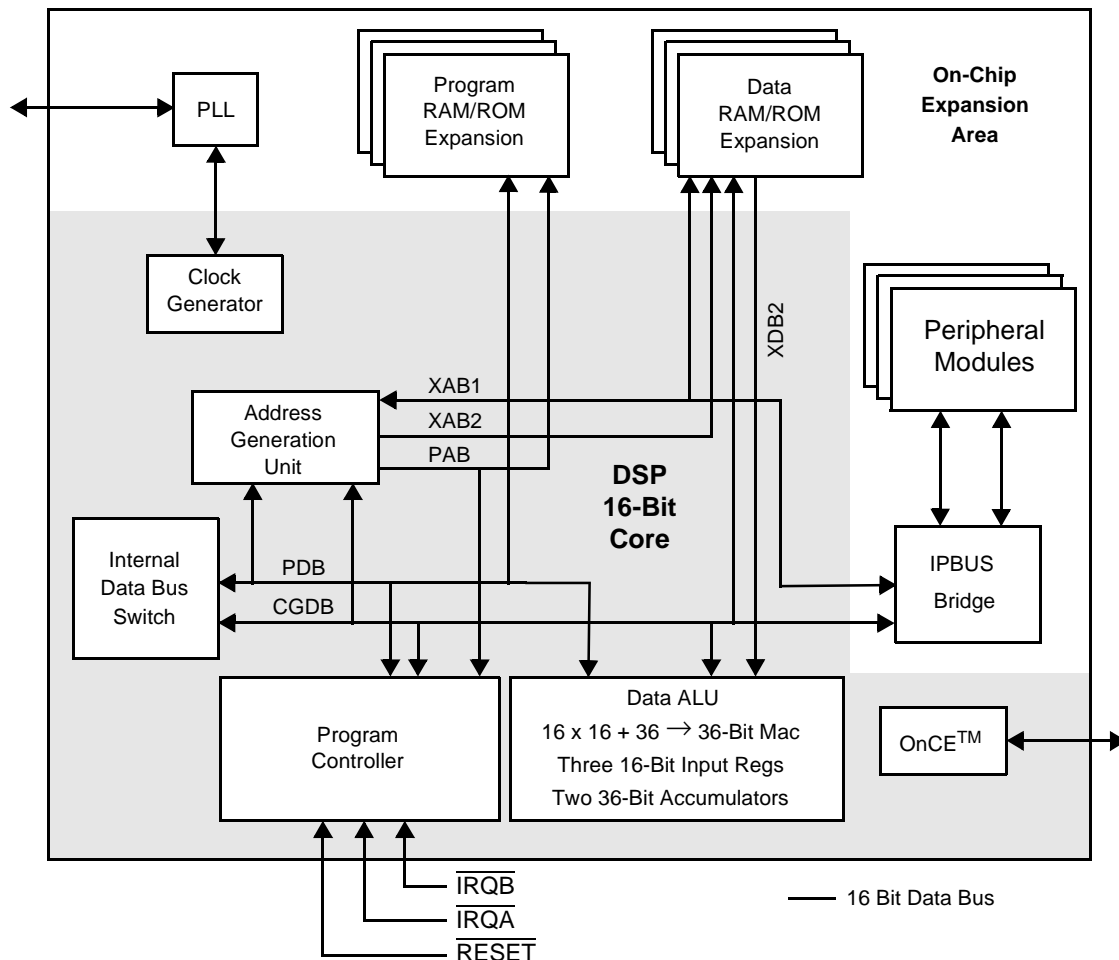 Program
RAM/ROM
Expansion
Data
RAM/ROM
Expansion
On-Chip
Expansion
Area
PLL
Clock
Generator
XDB2
Peripheral
Modules
XAB1
Address
Generation
Unit
XAB2
PAB
DSP
16-Bit
Core
Internal
Data Bus
Switch
PDB
CGDB
IPBUS
Bridge
Program
Controller
Data ALU
16 x 16 + 36 → 36-Bit Mac
Three 16-Bit Input Regs
Two 36-Bit Accumulators
OnCE™
IRQB
IRQA
RESET
16 Bit Data Bus